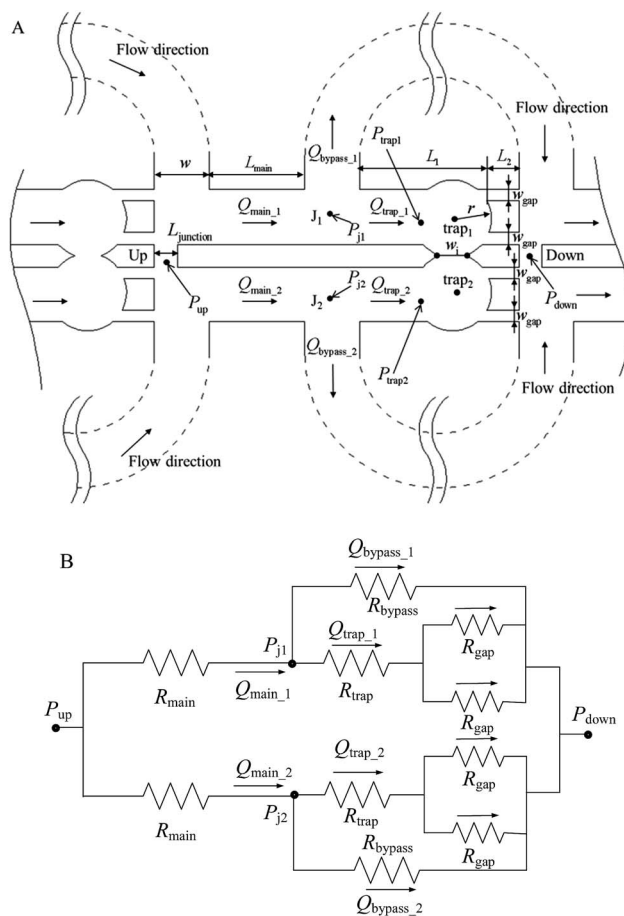 A
Flow direction
Flow direction
w
L_main
Q_bypass_1
P_trap1
L_1
L_2
w_gap
Q_main_1
J_1
Q_trap_1
r
L_junction
P_j1
trap_1
w_gap
Up
w_j
Down
P_j2
trap_2
w_gap
P_up
Q_main_2
J_2
Q_trap_2
P_down
w_gap
Q_bypass_2
P_trap2
Flow direction
Flow direction
B
Q_bypass_1
R_bypass
P_j1
Q_trap_1
R_gap
R_main
Q_main_1
R_trap
R_gap
P_up
P_down
Q_main_2
Q_trap_2
R_gap
R_main
P_j2
R_trap
R_gap
R_bypass
Q_bypass_2